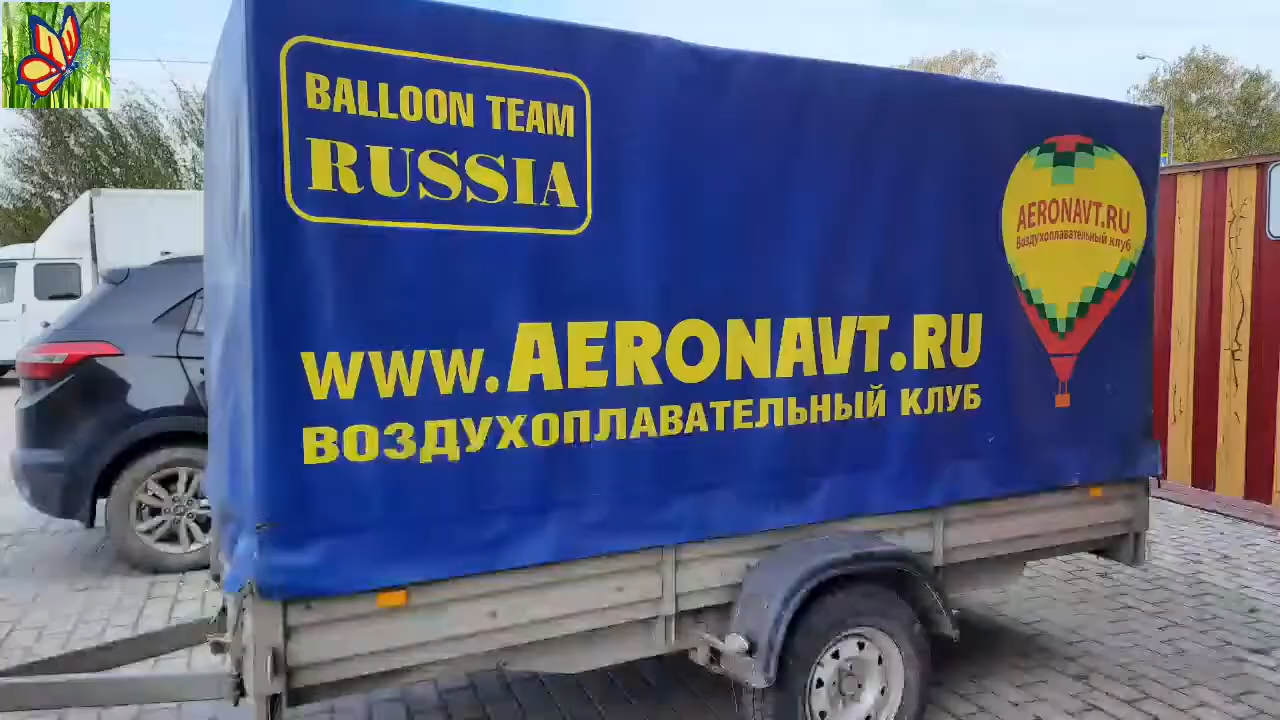 BALLOON TEAM
RUSSIA
AERONAVT.RU
Воздухоплавательный клуб
WWW.AERONAVT.RU
ВОЗДУХОПЛАВАТЕЛЬНЫЙ КЛУБ